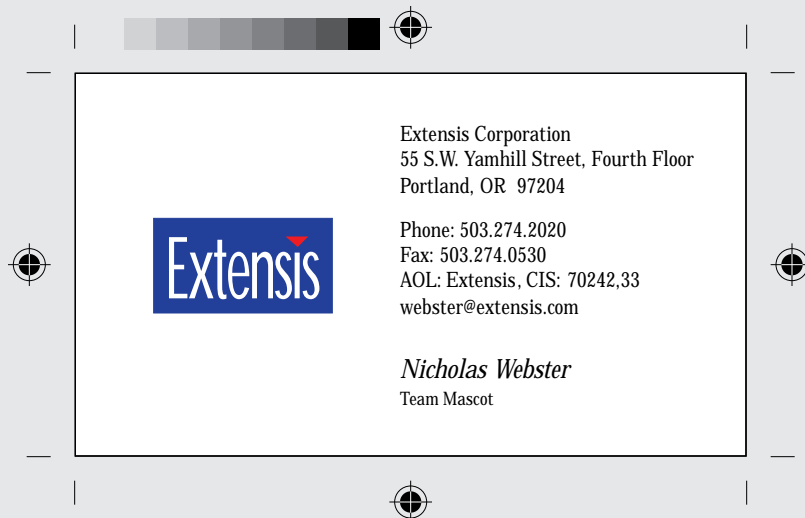 Extensis
Extensis Corporation
55 S.W. Yamhill Street, Fourth Floor
Portland, OR  97204
Phone: 503.274.2020
Fax: 503.274.0530
AOL: Extensis, CIS: 70242,33
webster@extensis.com
Nicholas Webster
Team Mascot